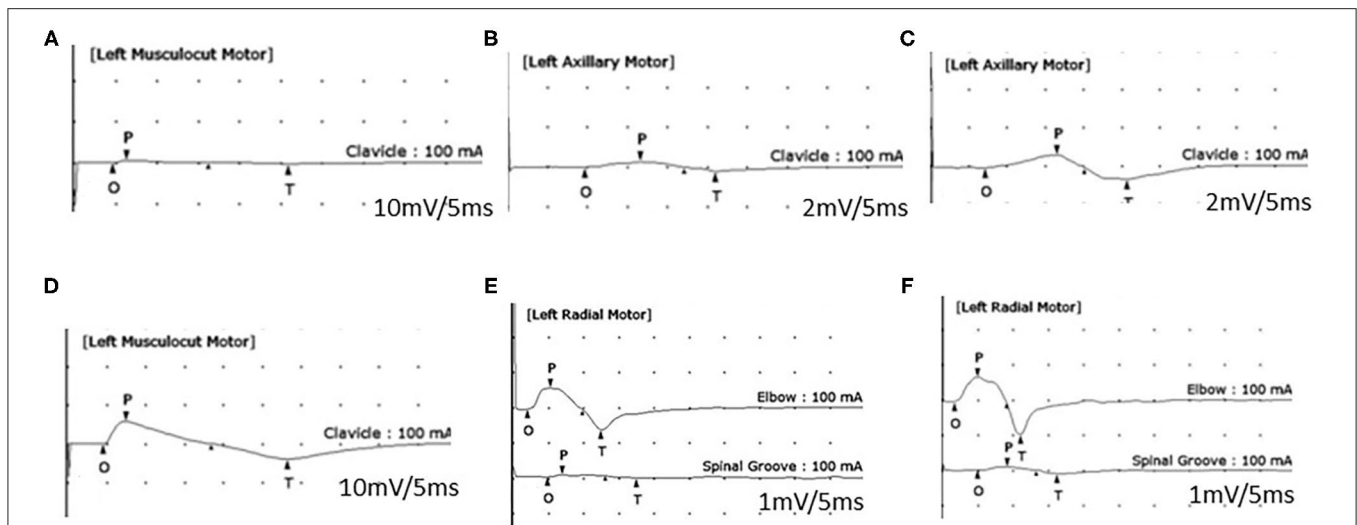 A
[Left Musculocut Motor]
P
Clavicle : 100 mA
O
T
10mV/5ms
B
[Left Axillary Motor]
P
Clavicle : 100 mA
O
T
2mV/5ms
C
[Left Axillary Motor]
P
Clavicle : 100 mA
O
T
2mV/5ms
D
[Left Musculocut Motor]
P
Clavicle : 100 mA
O
T
10mV/5ms
E
[Left Radial Motor]
P
Elbow : 100 mA
O
T
P
Spinal Groove : 100 mA
O
T
1mV/5ms
F
[Left Radial Motor]
P
Elbow : 100 mA
O
T
P
Spinal Groove : 100 mA
O
T
1mV/5ms